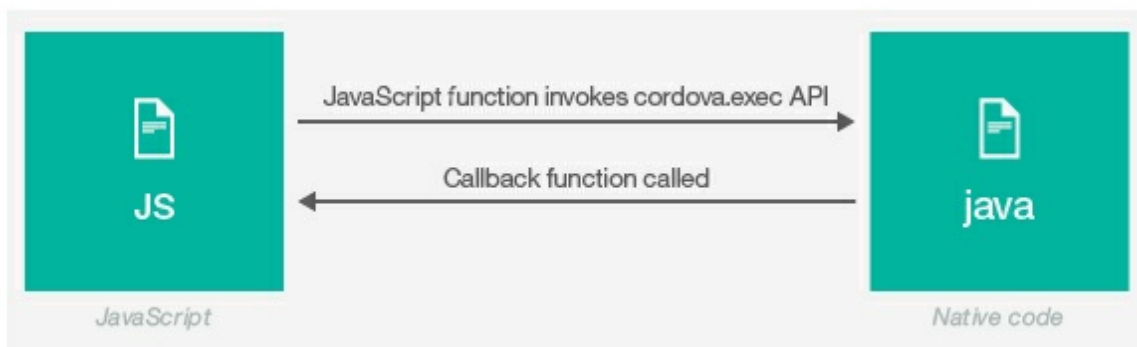 JavaScript function invokes cordova.exec API
Callback function called
JS
java
JavaScript
Native code